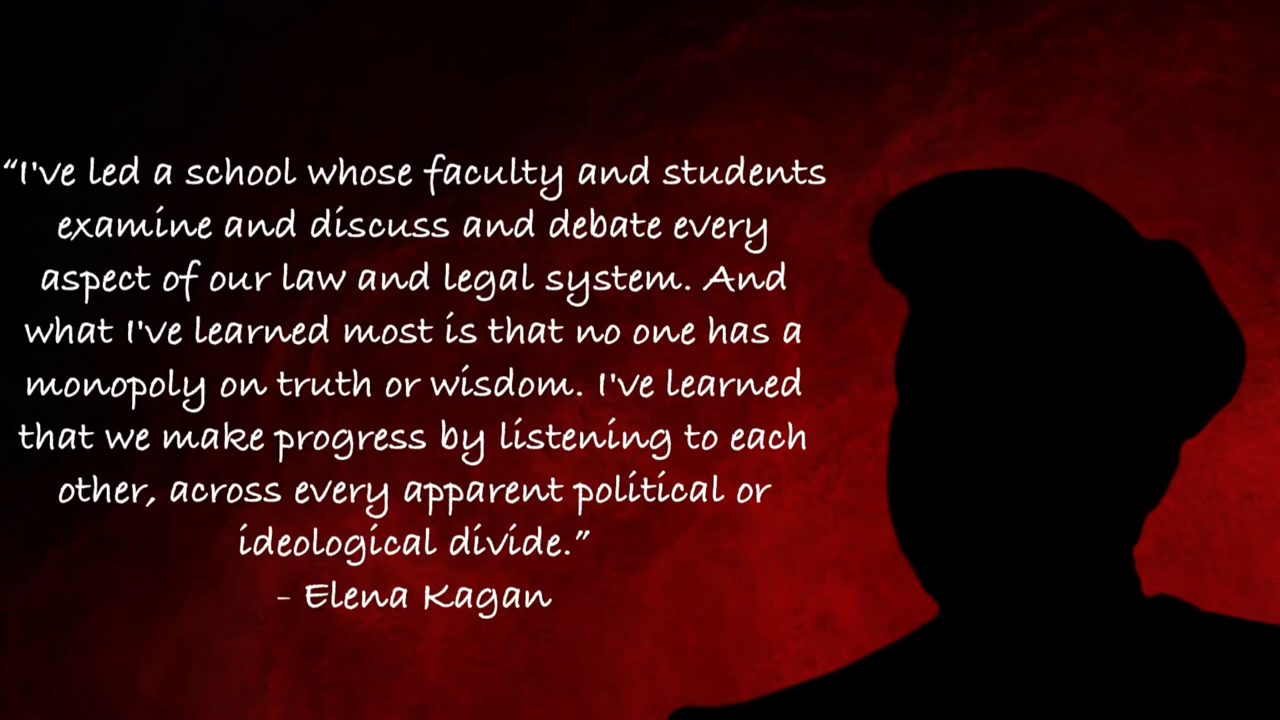 “I've led a school whose faculty and students
examine and discuss and debate every
aspect of our law and legal system. And
what I've learned most is that no one has a
monopoly on truth or wisdom. I've learned
that we make progress by listening to each
other, across every apparent political or
ideological divide.”
- Elena Kagan